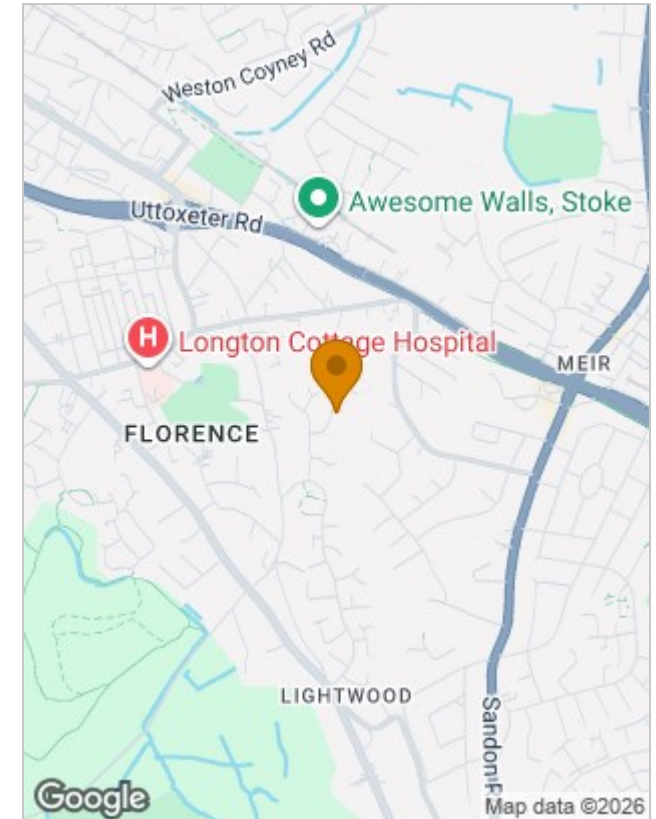 Weston Coyney Rd
Awesome Walls, Stoke
Uttoxeter Rd
H
Longton Cottage Hospital
MEIR
FLORENCE
LIGHTWOOD
Sandon R
Google
Map data ©2026